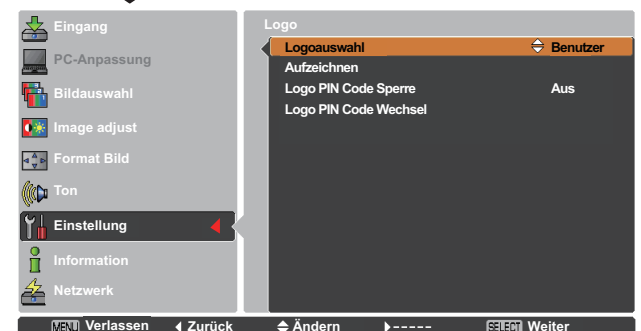 Eingang
PC-Anpassung
Bildauswahl
Image adjust
Format Bild
Ton
Einstellung
Information
Netzwerk
Logo
Logoauswahl Benutzer
Aufzeichnen
Logo PIN Code Sperre Aus
Logo PIN Code Wechsel
MENU Verlassen Zurück Ändern ----- SELECT Weiter